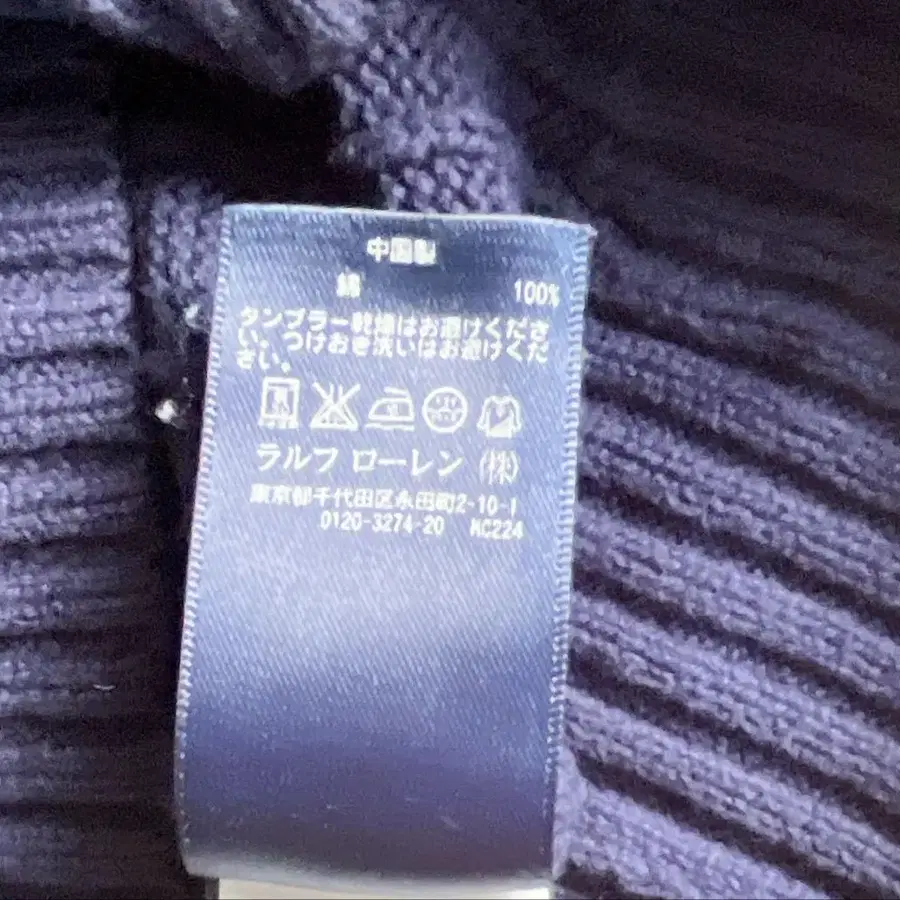 中国製
綿 100%
タンブラー乾燥はお避けくださ
い。つけおき洗いはお避けくだ
さい。
ラルフ ローレン (株)
東京都千代田区永田町2-10-1
0120-3274-20 MC224